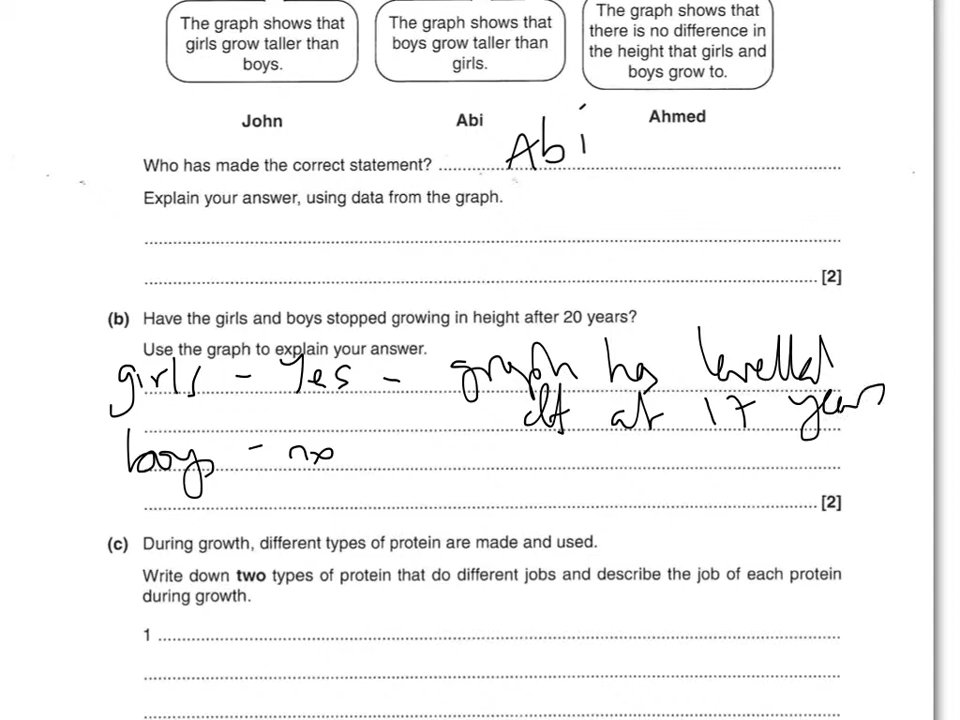 The graph shows that
girls grow taller than
boys.
The graph shows that
boys grow taller than
girls.
The graph shows that
there is no difference in
the height that girls and
boys grow to.
John
Abi
Ahmed
Who has made the correct statement? Abi
Explain your answer, using data from the graph.
[2]
(b) Have the girls and boys stopped growing in height after 20 years?
Use the graph to explain your answer.
girls - Yes - graph has levelled
off at 17 years
boys - no
[2]
(c) During growth, different types of protein are made and used.
Write down two types of protein that do different jobs and describe the job of each protein
during growth.
1